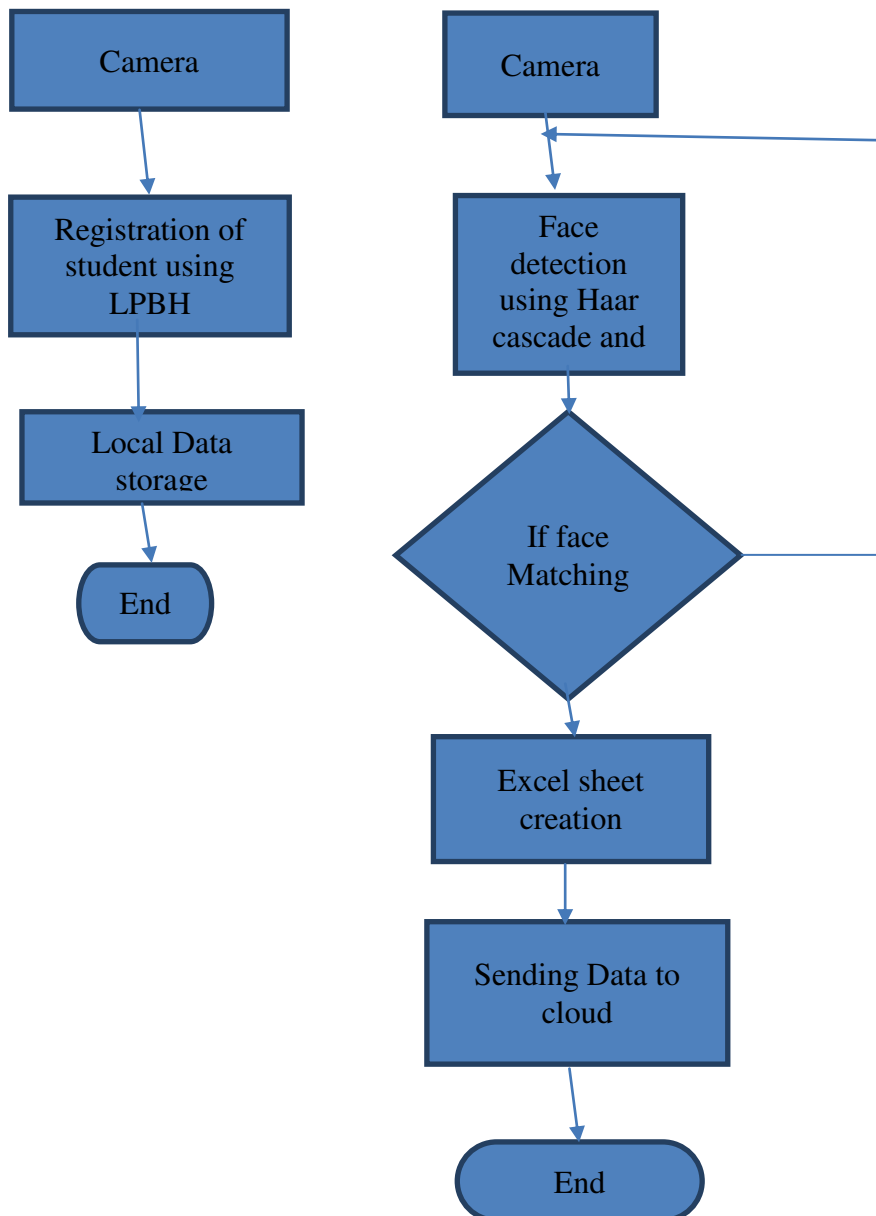 Camera
Registration of
student using
LPBH
Local Data
storage
End
Camera
Face
detection
using Haar
cascade and
If face
Matching
Excel sheet
creation
Sending Data to
cloud
End